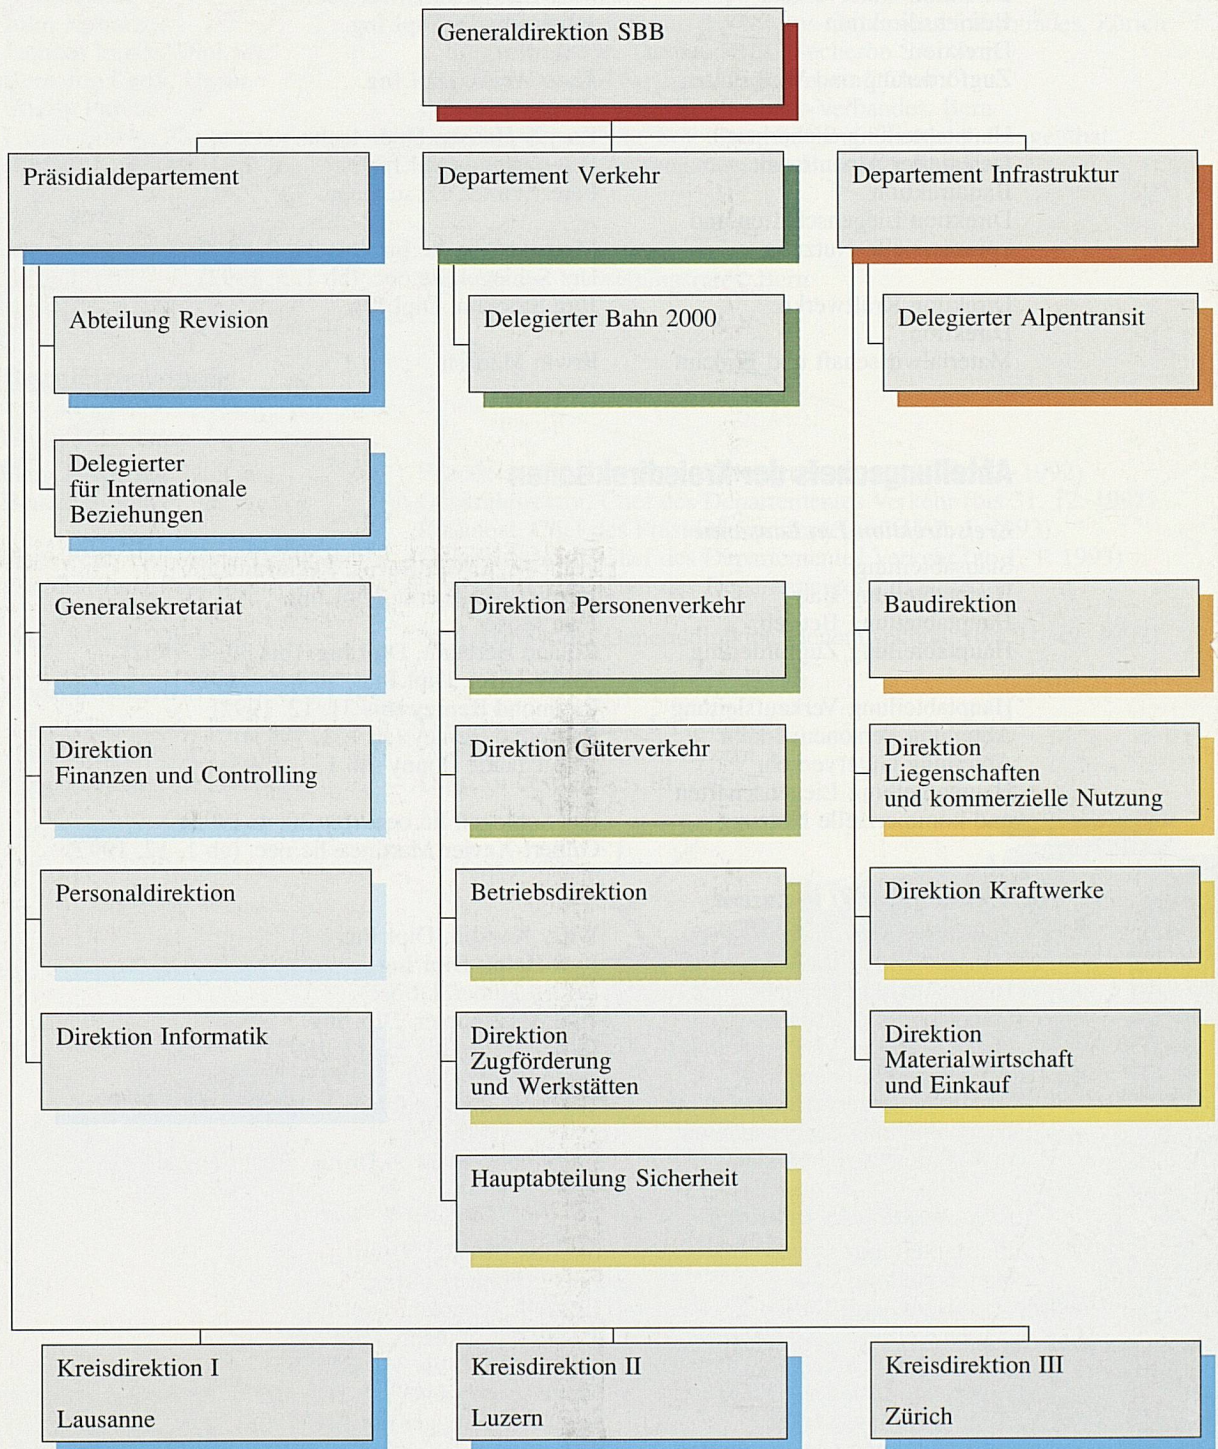 Generaldirektion SBB
Präsidialdepartement
Departement Verkehr
Departement Infrastruktur
Abteilung Revision
Delegierter Bahn 2000
Delegierter Alpentransit
Delegierter
für Internationale
Beziehungen
Generalsekretariat
Direktion Personenverkehr
Baudirektion
Direktion
Finanzen und Controlling
Direktion Güterverkehr
Direktion
Liegenschaften
und kommerzielle Nutzung
Personaldirektion
Betriebsdirektion
Direktion Kraftwerke
Direktion Informatik
Direktion
Zugförderung
und Werkstätten
Direktion
Materialwirtschaft
und Einkauf
Hauptabteilung Sicherheit
Kreisdirektion I
Lausanne
Kreisdirektion II
Luzern
Kreisdirektion III
Zürich